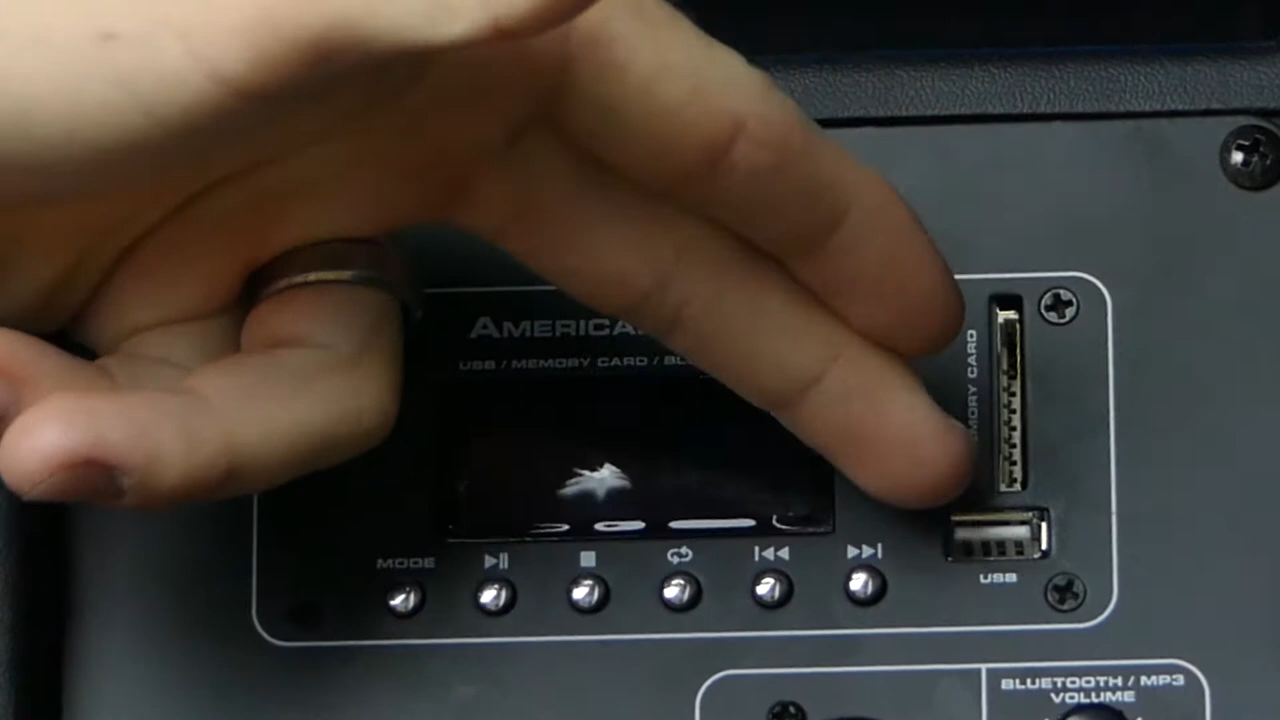 AMERICA
USB / MEMORY CARD / BL
MEMORY CARD
MODE
USB
BLUETOOTH / MP3
VOLUME